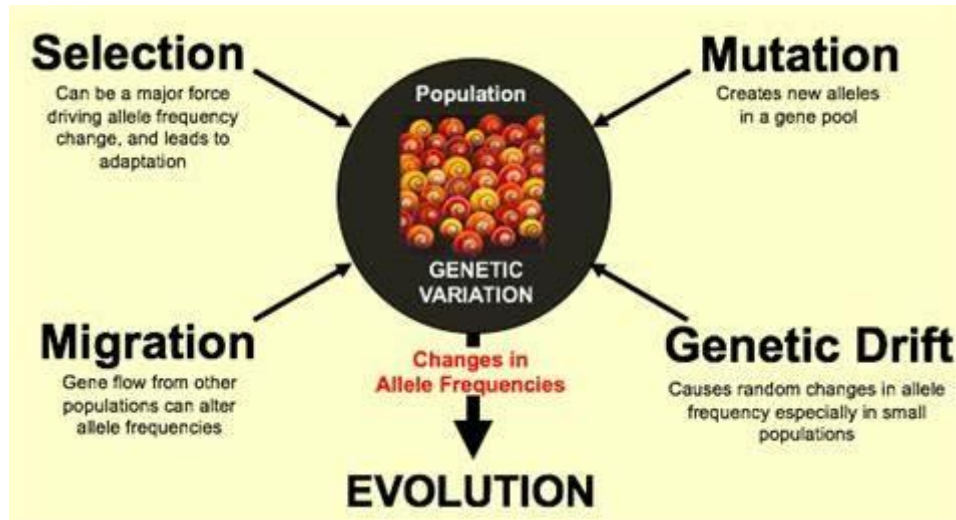 Selection
Can be a major force
driving allele frequency
change, and leads to
adaptation
Mutation
Creates new alleles
in a gene pool
Population
GENETIC
VARIATION
Migration
Gene flow from other
populations can alter
allele frequencies
Genetic Drift
Causes random changes in allele
frequency especially in small
populations
Changes in
Allele Frequencies
EVOLUTION